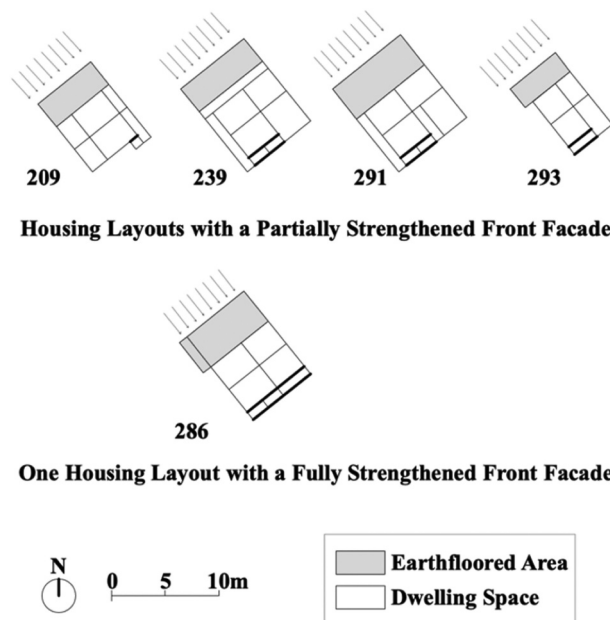 209 239 291 293
Housing Layouts with a Partially Strengthened Front Facade
286
One Housing Layout with a Fully Strengthened Front Facade
N
0 5 10m
Earthfloored Area
Dwelling Space